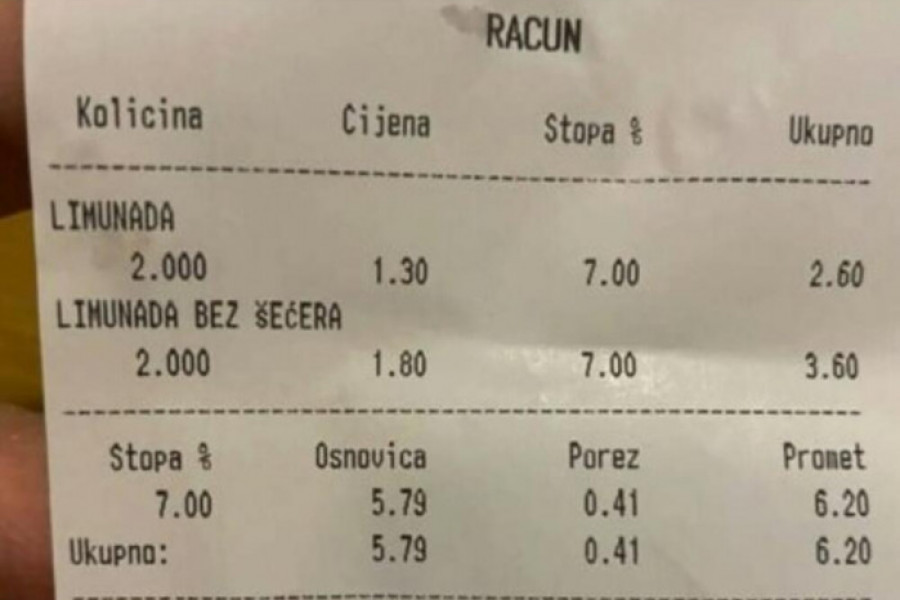 RACUN
Kolicina Cijena Stopa % Ukupno
LIMUNADA
2.000 1.30 7.00 2.60
LIMUNADA BEZ šEćERA
2.000 1.80 7.00 3.60
Stopa % Osnovica Porez Promet
7.00 5.79 0.41 6.20
Ukupno: 5.79 0.41 6.20